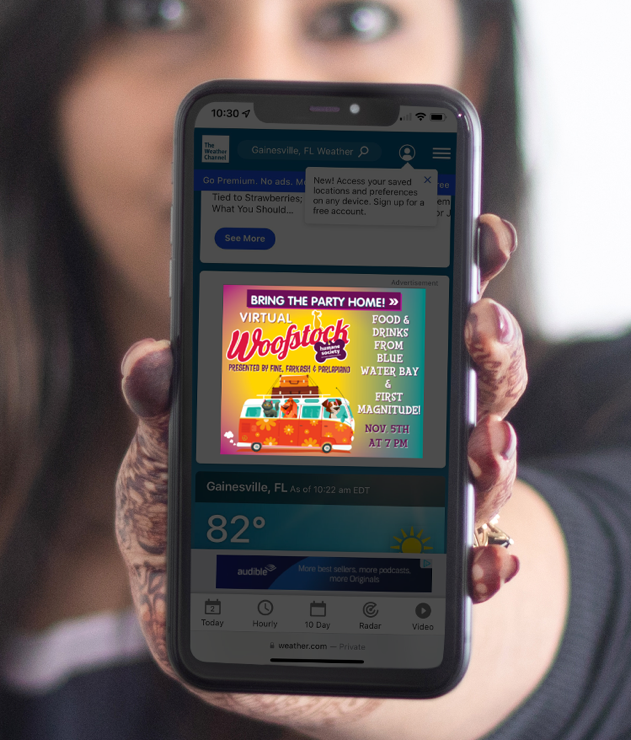 10:30
The
Weather
Channel
Gainesville, FL Weather
Go Premium. No ads.
ree
New! Access your saved
locations and preferences
on any device. Sign up for a
free account.
Tied to Strawberries;
What You Should...
em
or J
See More
Advertisement
BRING THE PARTY HOME! »
VIRTUAL
Woofstock
humane
society
PRESENTED BY FINE, FARKASH & PARLAPIANO
FOOD &
DRINKS
FROM
BLUE
WATER BAY
&
FIRST
MAGNITUDE!
NOV. 5TH
AT 7 PM
Gainesville, FL As of 10:22 am EDT
82°
audible
More best sellers, more podcasts,
more Originals
2
Today
Hourly
10 Day
Radar
Video
weather.com — Private